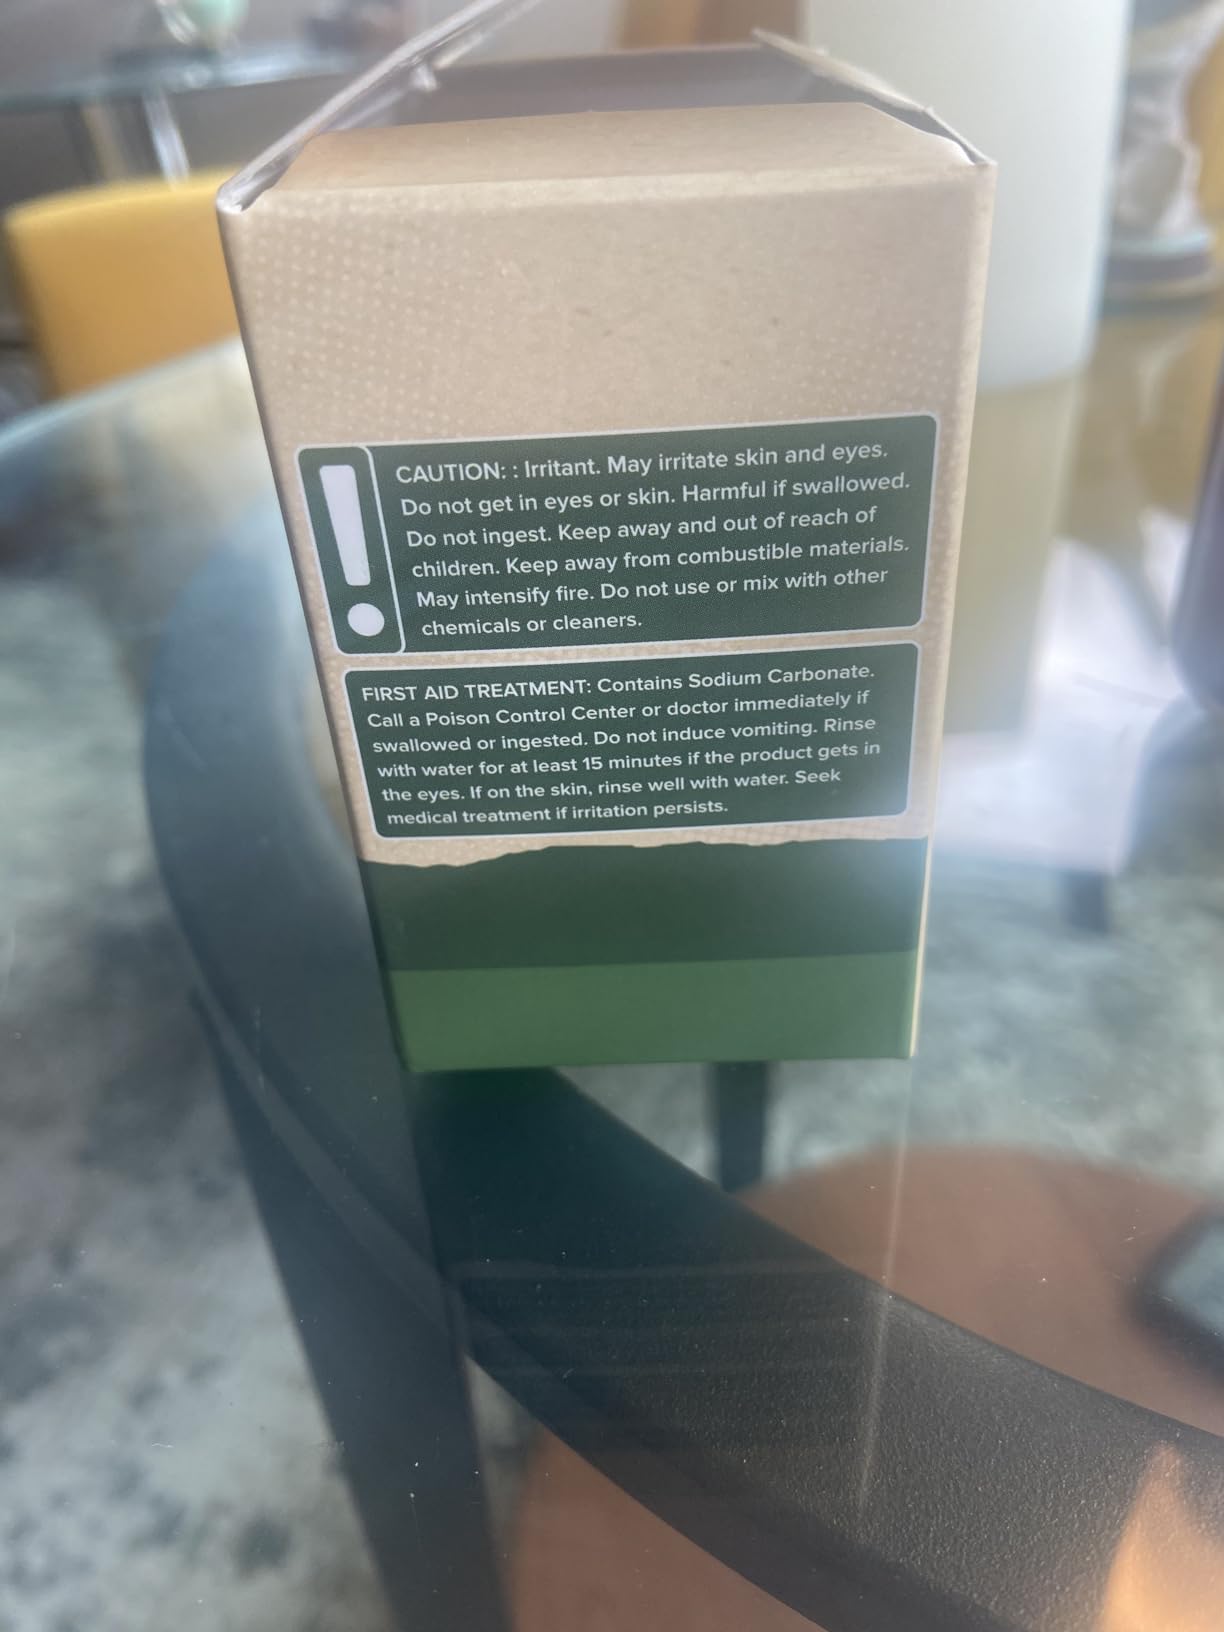 CAUTION: : Irritant. May irritate skin and eyes.
Do not get in eyes or skin. Harmful if swallowed.
Do not ingest. Keep away and out of reach of
children. Keep away from combustible materials.
May intensify fire. Do not use or mix with other
chemicals or cleaners.
FIRST AID TREATMENT: Contains Sodium Carbonate.
Call a Poison Control Center or doctor immediately if
swallowed or ingested. Do not induce vomiting. Rinse
with water for at least 15 minutes if the product gets in
the eyes. If on the skin, rinse well with water. Seek
medical treatment if irritation persists.